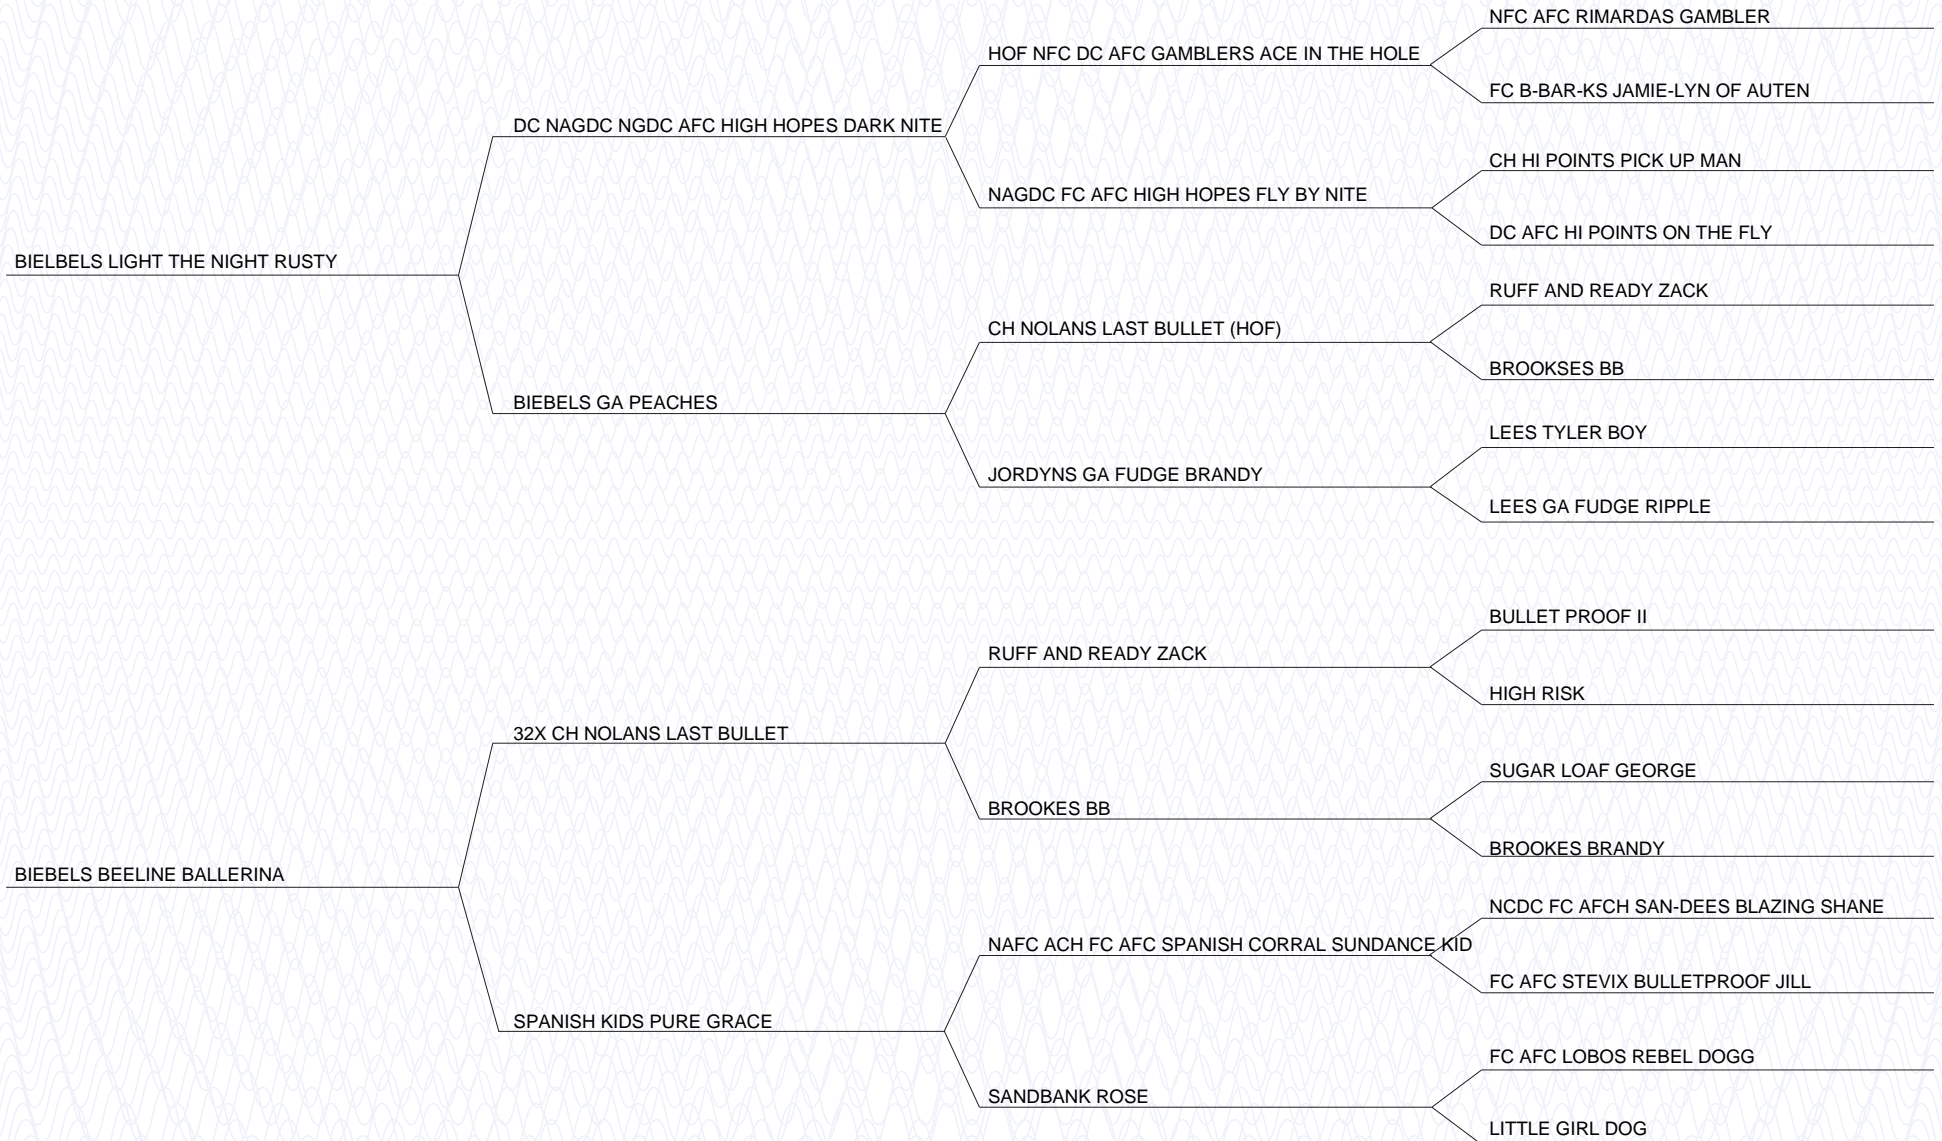 NFC AFC RIMARDAS GAMBLER
HOF NFC DC AFC GAMBLERS ACE IN THE HOLE
FC B-BAR-KS JAMIE-LYN OF AUTEN
DC NAGDC NGDC AFC HIGH HOPES DARK NITE
CH HI POINTS PICK UP MAN
NAGDC FC AFC HIGH HOPES FLY BY NITE
DC AFC HI POINTS ON THE FLY
BIELBELS LIGHT THE NIGHT RUSTY
RUFF AND READY ZACK
CH NOLANS LAST BULLET (HOF)
BROOKSES BB
BIEBELS GA PEACHES
LEES TYLER BOY
JORDYNS GA FUDGE BRANDY
LEES GA FUDGE RIPPLE
BULLET PROOF II
RUFF AND READY ZACK
HIGH RISK
32X CH NOLANS LAST BULLET
SUGAR LOAF GEORGE
BROOKES BB
BROOKES BRANDY
BIEBELS BEELINE BALLERINA
NCDC FC AFCH SAN-DEES BLAZING SHANE
NAFC ACH FC AFC SPANISH CORRAL SUNDANCE KID
FC AFC STEVIX BULLETPROOF JILL
SPANISH KIDS PURE GRACE
FC AFC LOBOS REBEL DOGG
SANDBANK ROSE
LITTLE GIRL DOG